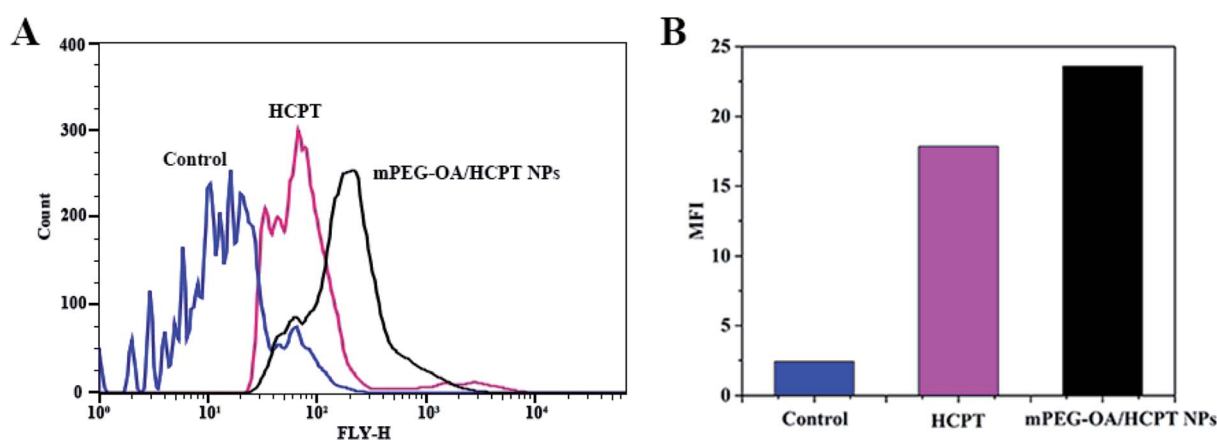 A
400
300
200
100
0
Count
Control
HCPT
mPEG-OA/HCPT NPs
10⁰
10¹
10²
10³
10⁴
FLY-H
B
25
20
15
10
5
0
MFI
Control
HCPT
mPEG-OA/HCPT NPs